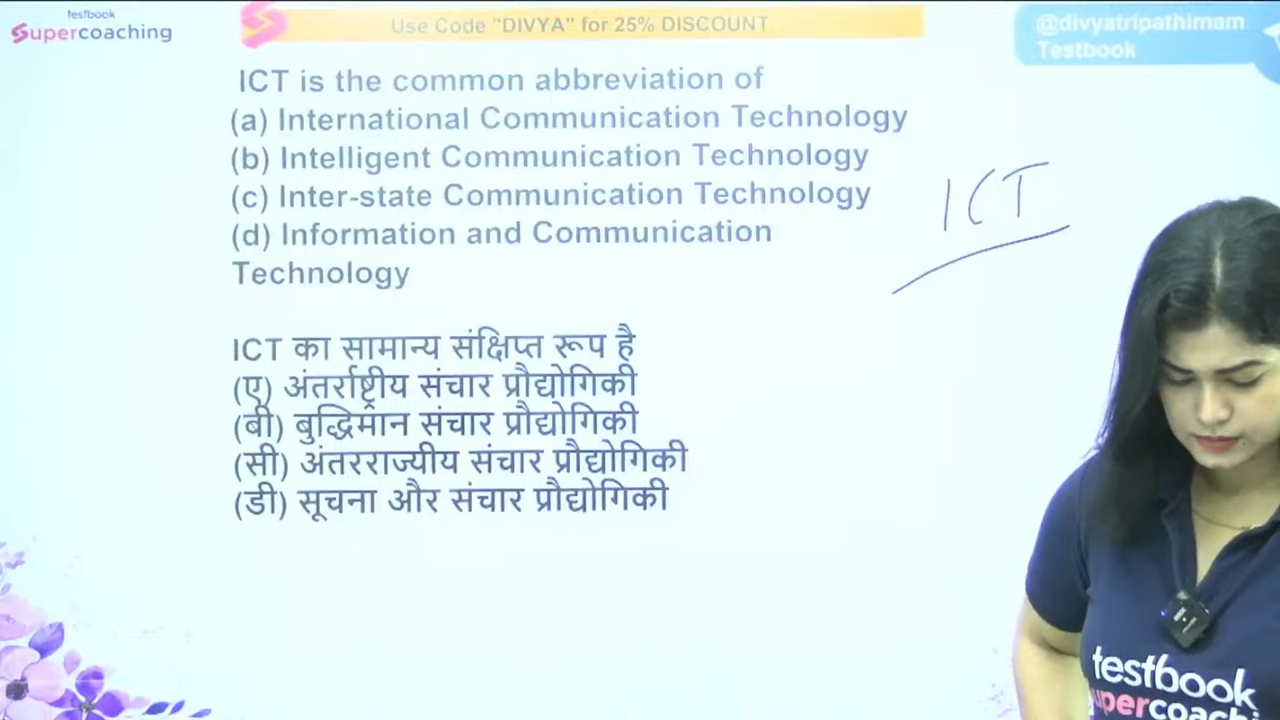 testbook
Supercoaching
Use Code "DIVYA" for 25% DISCOUNT
@divyatripathimam
Testbook
ICT is the common abbreviation of
(a) International Communication Technology
(b) Intelligent Communication Technology
(c) Inter-state Communication Technology
(d) Information and Communication
Technology
ICT
ICT का सामान्य संक्षिप्त रूप है
(ए) अंतर्राष्ट्रीय संचार प्रौद्योगिकी
(बी) बुद्धिमान संचार प्रौद्योगिकी
(सी) अंतरराज्यीय संचार प्रौद्योगिकी
(डी) सूचना और संचार प्रौद्योगिकी
testbook